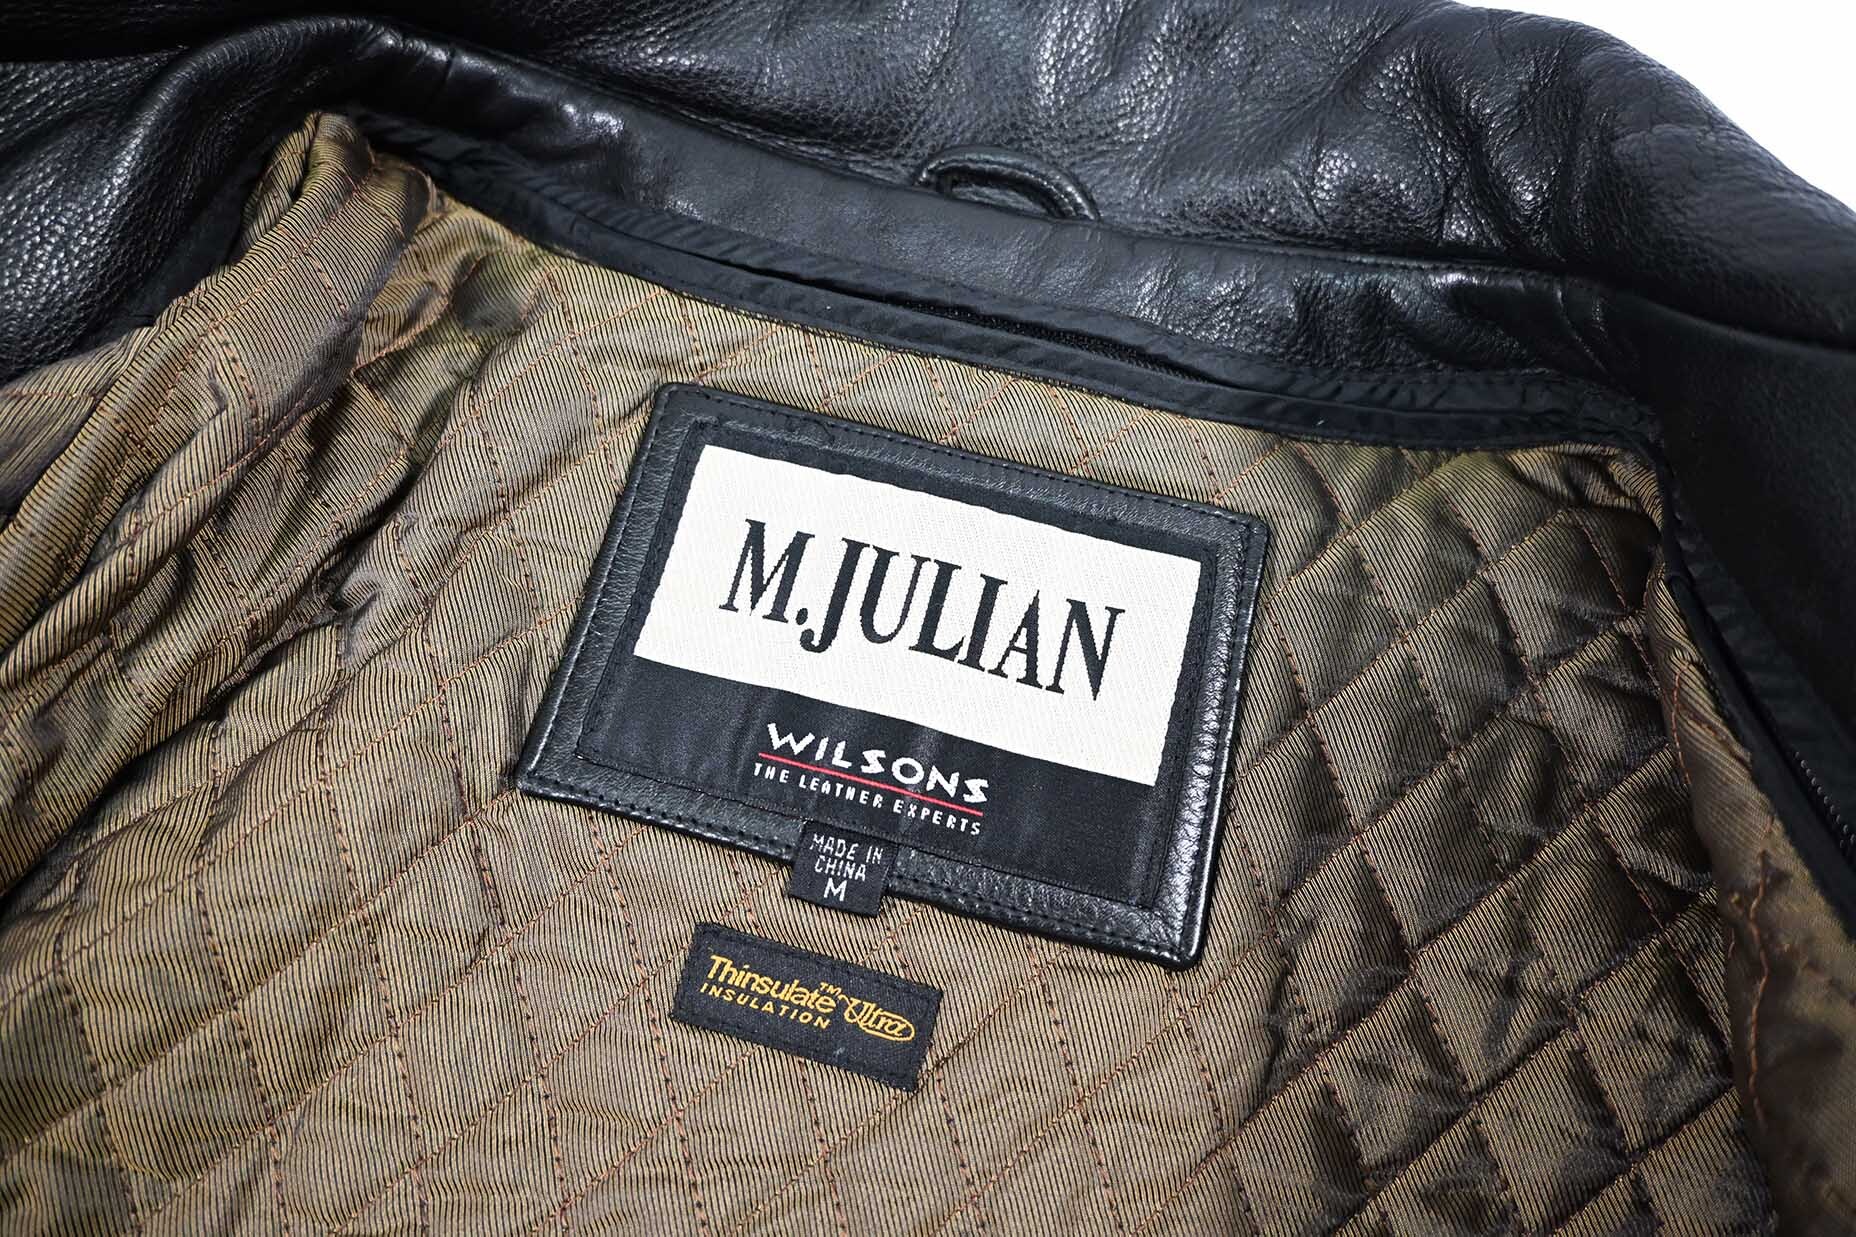 M.JULIAN
WILSONS
THE LEATHER EXPERTS
MADE IN
CHINA
M
Thinsulate™ Ultra
INSULATION